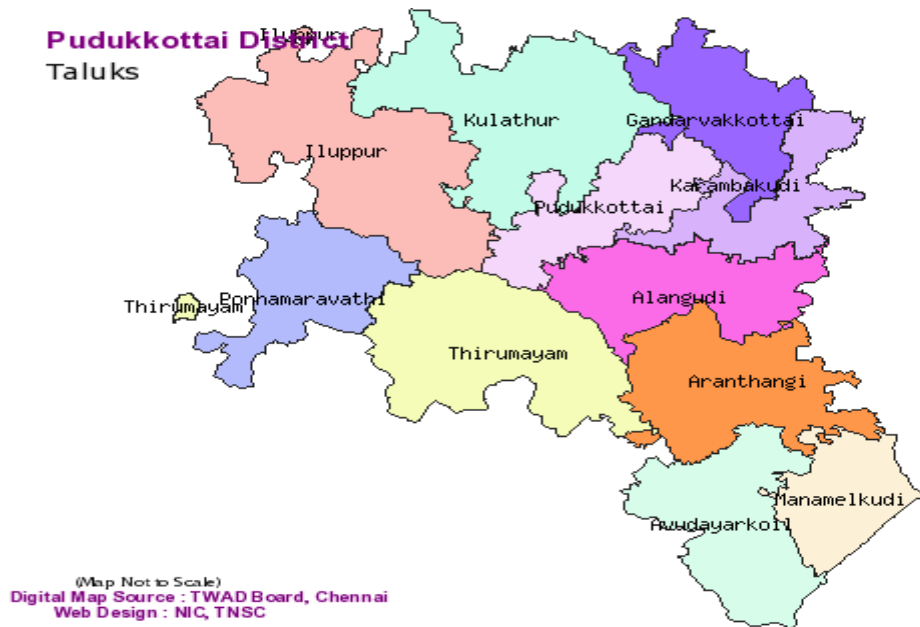 Pudukkottai District
Iluppur
Taluks
Kulathur
Gandarvakkottai
Iluppur
Karambakudi
Pudukkottai
Thirumayam
Ponnamaravathi
Alangudi
Thirumayam
Aranthangi
Manamelkudi
Avudayarkoil
(Map Not to Scale)
Digital Map Source : TWAD Board, Chennai
Web Design : NIC, TNSC